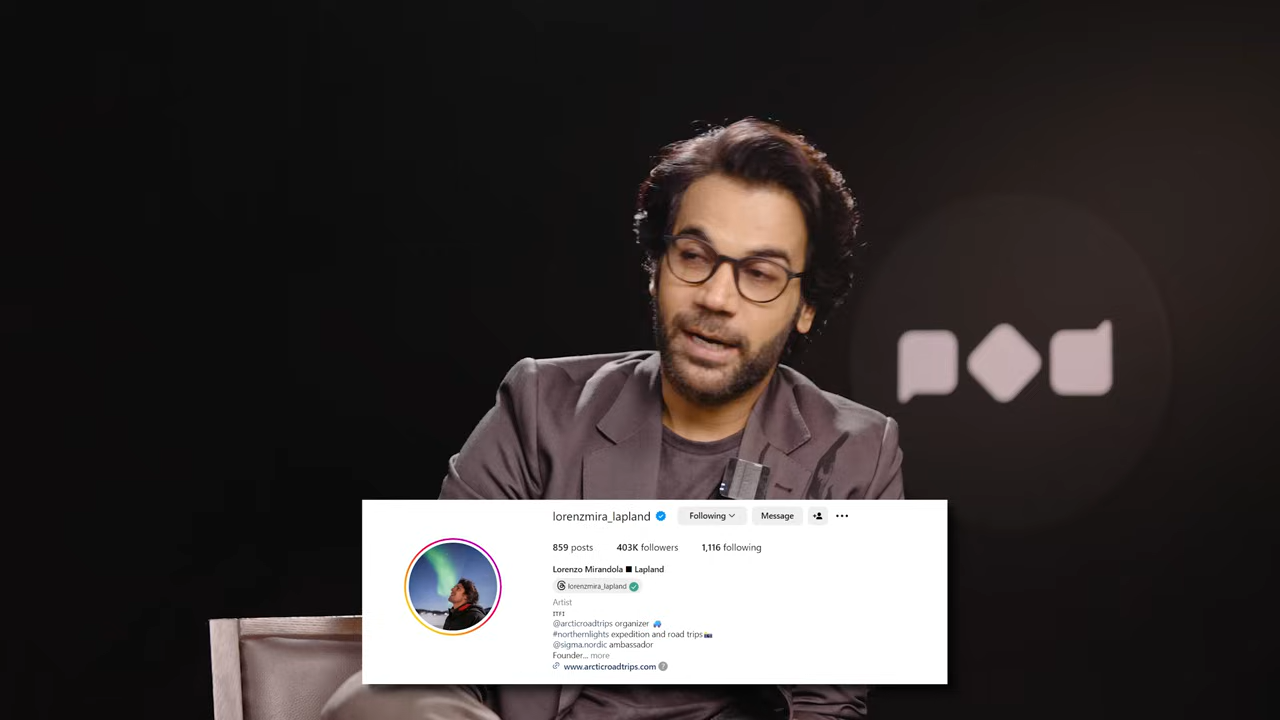 pod
lorenzmira_lapland Following Message
859 posts 403K followers 1,116 following
Lorenzo Mirandola Lapland
lorenzmira_lapland
Artist
@arcticroadtrips organizer
#northernlights expedition and road trips
@sigma.nordic ambassador
Founder... more
www.arcticroadtrips.com ?